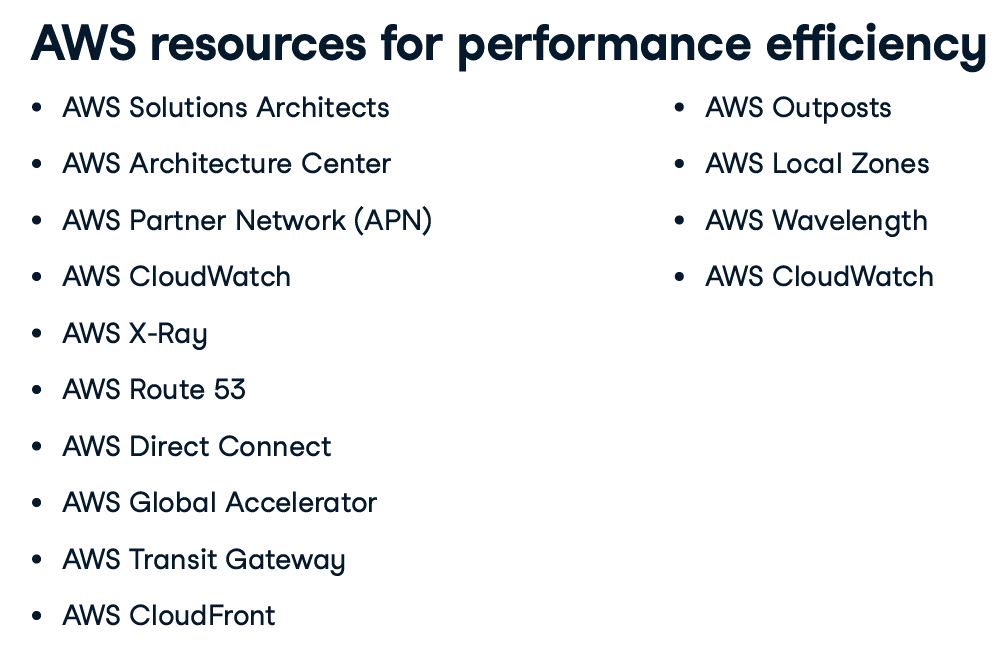 AWS resources for performance efficiency
• AWS Solutions Architects
• AWS Architecture Center
• AWS Partner Network (APN)
• AWS CloudWatch
• AWS X-Ray
• AWS Route 53
• AWS Direct Connect
• AWS Global Accelerator
• AWS Transit Gateway
• AWS CloudFront
• AWS Outposts
• AWS Local Zones
• AWS Wavelength
• AWS CloudWatch